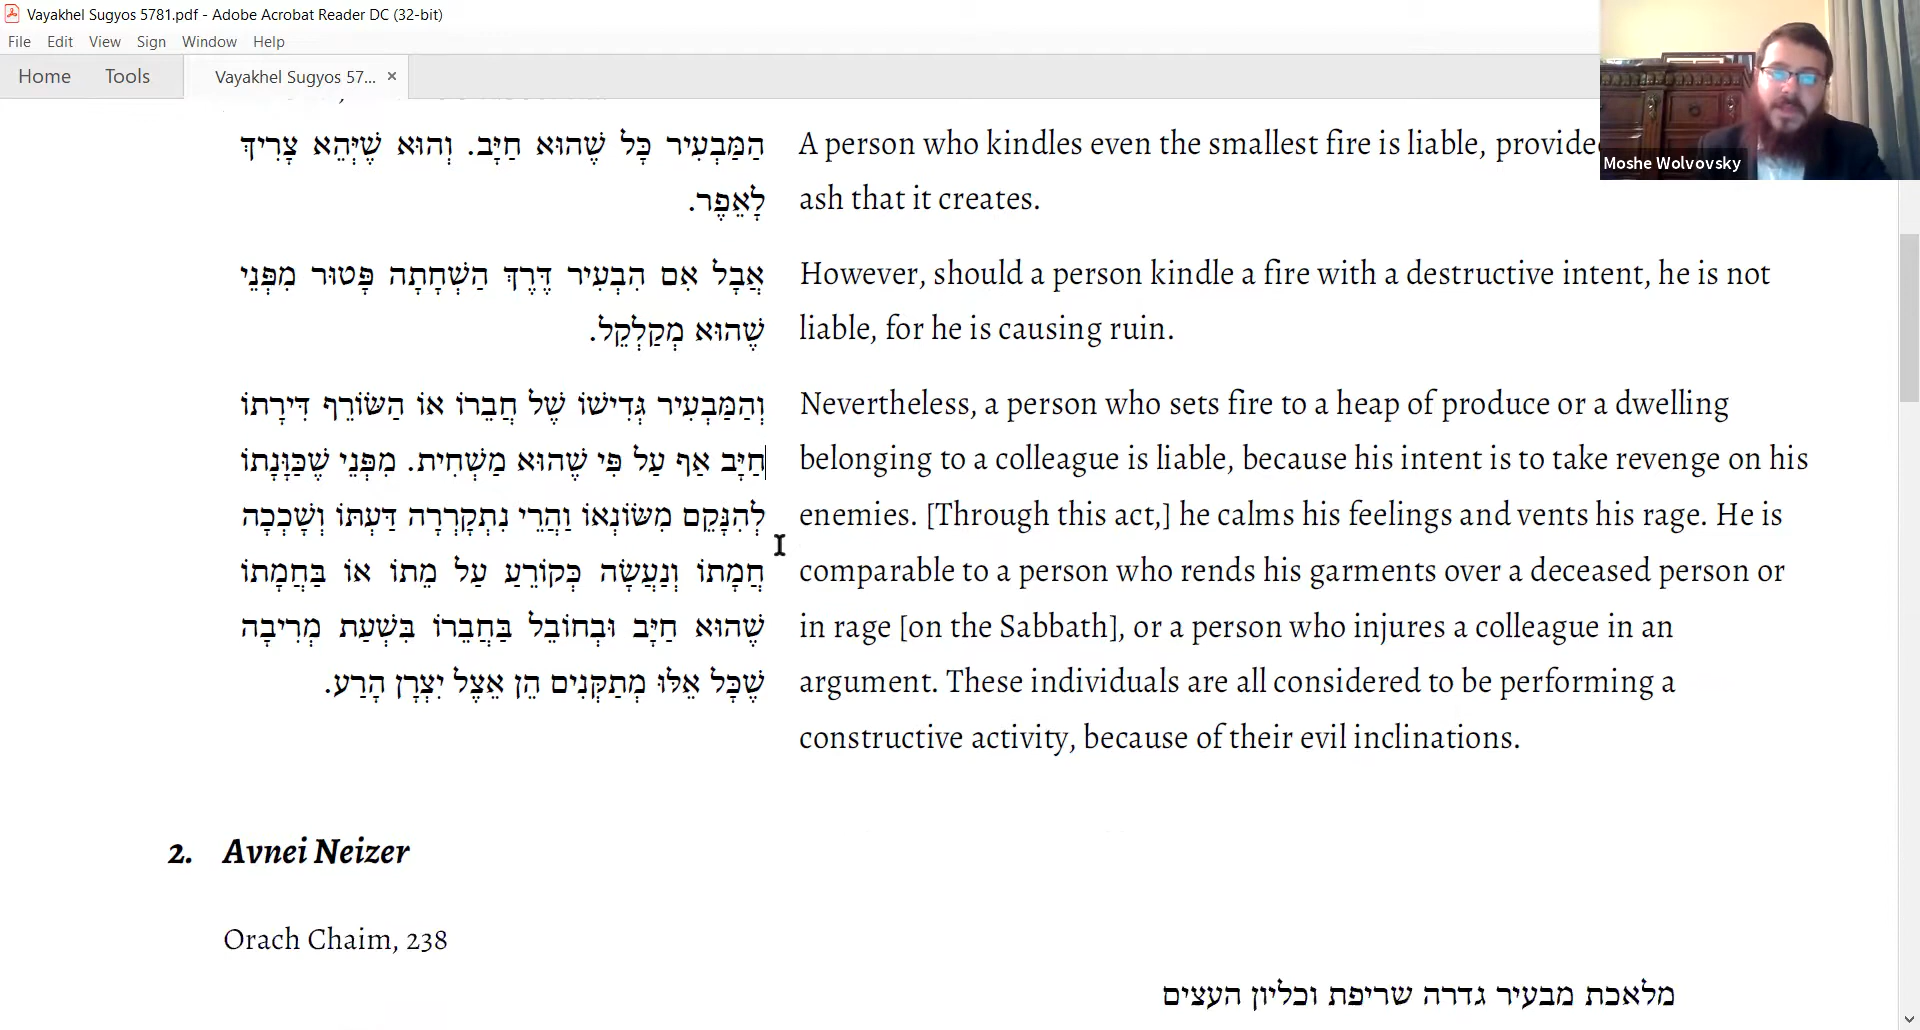 Vayakhel Sugyos 5781.pdf - Adobe Acrobat Reader DC (32-bit)
File Edit View Sign Window Help
Home Tools Vayakhel Sugyos 57... ×
הַמַּבְעִיר כָּל שֶׁהוּא חַיָּב. וְהוּא שֶׁיְּהֵא צָרִיךְ
לָאֵפֶר.
A person who kindles even the smallest fire is liable,
ash that it creates.
Moshe Wolvovsky
אֲבָל אִם הִבְעִיר דֶּרֶךְ הַשְׁחָתָה פָּטוּר מִפְּנֵי
שֶׁהוּא מְקַלְקֵל.
However, should a person kindle a fire with a destructive intent, he is not
liable, for he is causing ruin.
וְהַמַּבְעִיר גְּדִישׁוֹ שֶׁל חֲבֵרוֹ אוֹ הַשּׂוֹרֵף דִּירָתוֹ
חַיָּב אַף עַל פִּי שֶׁהוּא מַשְׁחִית. מִפְּנֵי שֶׁכַּוָּנָתוֹ
לְהִנָּקֵם מִשּׂוֹנְאוֹ וַהֲרֵי נִתְקָרְרָה דַּעְתּוֹ וְשָׁכְכָה
חֲמָתוֹ וְנַעֲשָׂה כְּקוֹרֵעַ עַל מֵתוֹ אוֹ בַּחֲמָתוֹ
שֶׁהוּא חַיָּב וּבְחוֹבֵל בַּחֲבֵרוֹ בִּשְׁעַת מְרִיבָה
שֶׁכָּל אֵלּוּ מְתַקְּנִים הֵן אֵצֶל יִצְרָן הָרַע.
Nevertheless, a person who sets fire to a heap of produce or a dwelling
belonging to a colleague is liable, because his intent is to take revenge on his
enemies. [Through this act,] he calms his feelings and vents his rage. He is
comparable to a person who rends his garments over a deceased person or
in rage [on the Sabbath], or a person who injures a colleague in an
argument. These individuals are all considered to be performing a
constructive activity, because of their evil inclinations.
2. Avnei Neizer
Orach Chaim, 238
מלאכת מבעיר גדרה שריפת וכליון העצים